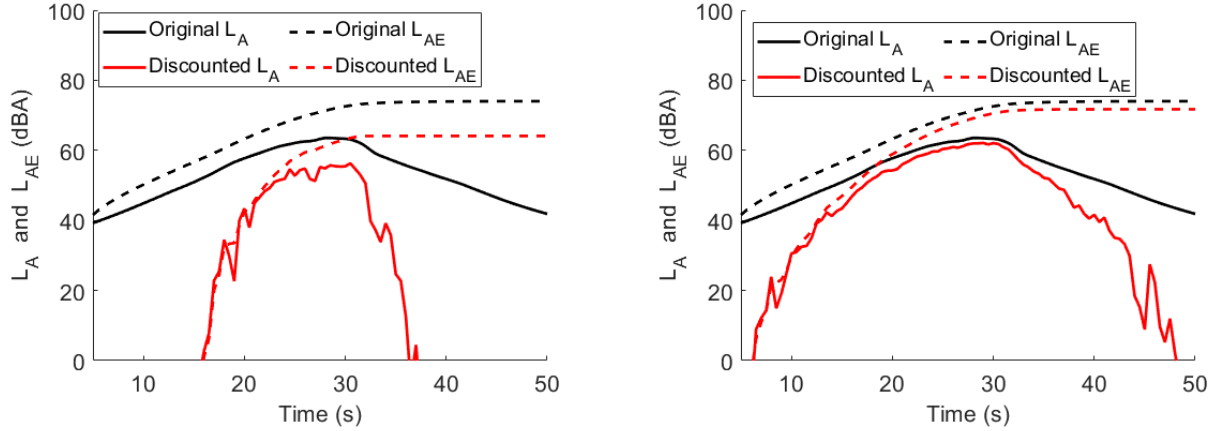 100
80
60
40
20
0
L_A and L_AE (dBA)
Original L_A Original L_AE
Discounted L_A Discounted L_AE
10 20 30 40 50
Time (s)
100
80
60
40
20
0
L_A and L_AE (dBA)
Original L_A Original L_AE
Discounted L_A Discounted L_AE
10 20 30 40 50
Time (s)